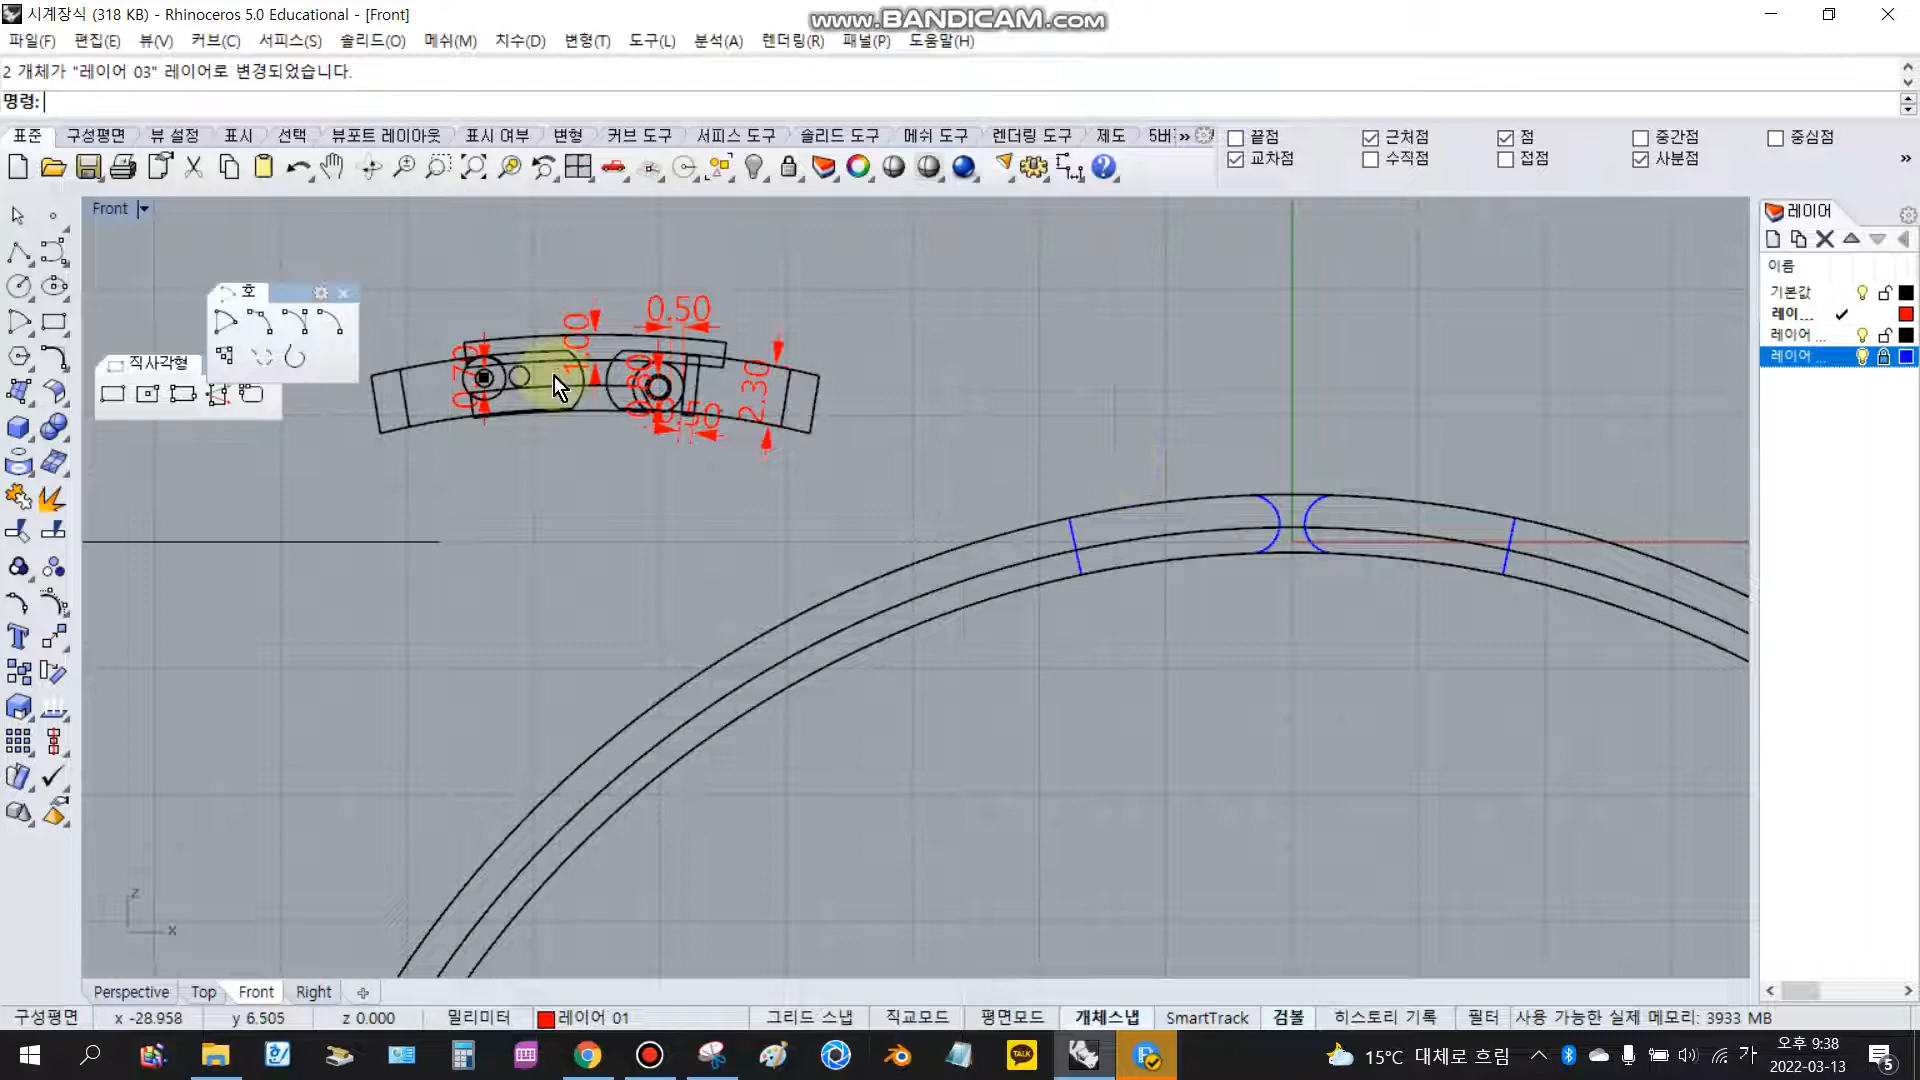 시계장식 (318 KB) - Rhinoceros 5.0 Educational - [Front]
www.BANDICAM.com
파일(F) 편집(E) 뷰(V) 커브(C) 서피스(S) 솔리드(O) 메쉬(M) 치수(D) 변형(T) 도구(L) 분석(A) 렌더링(R) 패널(P) 도움말(H)
2 개체가 "레이어 03" 레이어로 변경되었습니다.
명령:
표준 구성평면 뷰 설정 표시 선택 뷰포트 레이아웃 표시 여부 변형 커브 도구 서피스 도구 솔리드 도구 메쉬 도구 렌더링 도구 제도 5버 »
끝점 근처점 점 중간점 중심점
교차점 수직점 접점 사분점 »
Front
레이어
이름
기본값
레이...
레이어 ...
레이어 ...
호
직사각형
0.50
1.00
2.30
z
x
Perspective Top Front Right
구성평면 x -28.958 y 6.505 z 0.000 밀리미터 레이어 01 그리드 스냅 직교모드 평면모드 개체스냅 SmartTrack 검볼 히스토리 기록 필터 사용 가능한 실제 메모리: 3933 MB
TALK
15°C 대체로 흐림
가
오후 9:38
2022-03-13
5